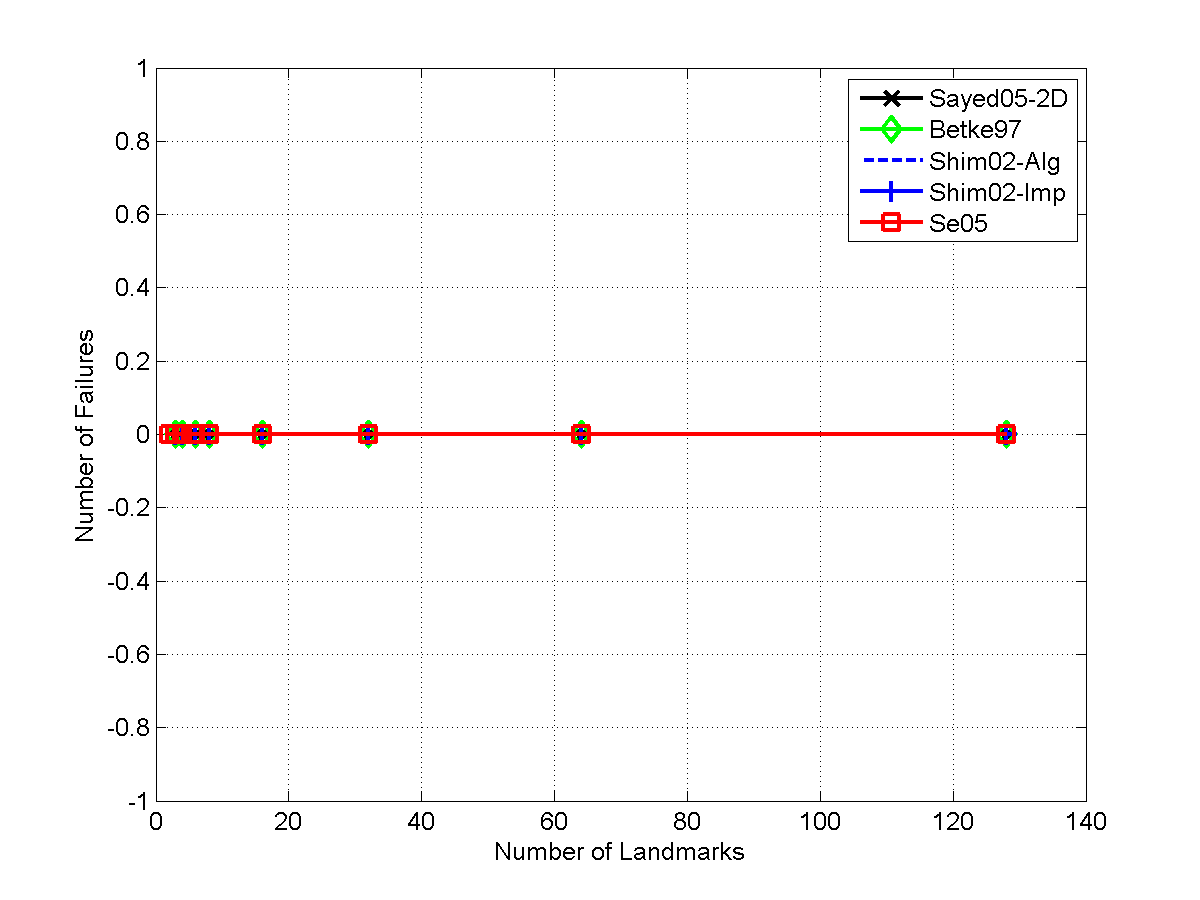 1
0.8
0.6
0.4
0.2
0
-0.2
-0.4
-0.6
-0.8
-1
0 20 40 60 80 100 120 140
Number of Landmarks
Number of Failures
Sayed05-2D
Betke97
Shim02-Alg
Shim02-Imp
Se05